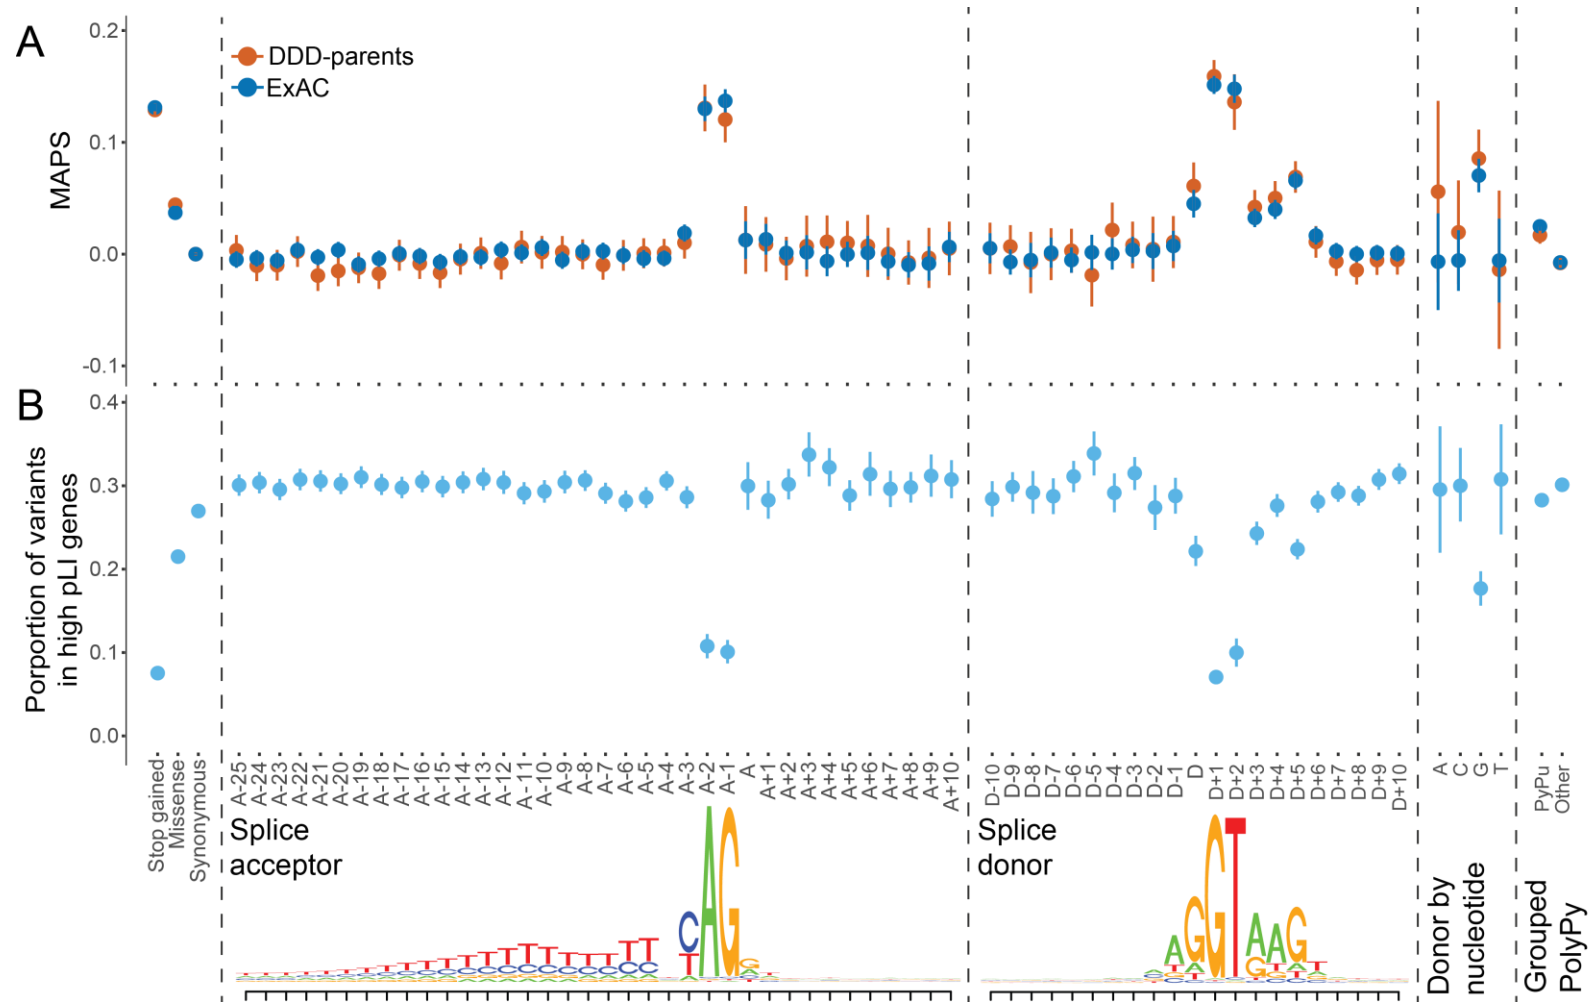 A
0.2
0.1
0.0
-0.1
MAPS
DDD-parents
ExAC
B
0.4
0.3
0.2
0.1
0.0
Porportion of variants
in high pLI genes
Stop gained
Missense
Synonymous
A-25
A-24
A-23
A-22
A-21
A-20
A-19
A-18
A-17
A-16
A-15
A-14
A-13
A-12
A-11
A-10
A-9
A-8
A-7
A-6
A-5
A-4
A-3
A-2
A-1
A
A+1
A+2
A+3
A+4
A+5
A+6
A+7
A+8
A+9
A+10
D-10
D-9
D-8
D-7
D-6
D-5
D-4
D-3
D-2
D-1
D
D+1
D+2
D+3
D+4
D+5
D+6
D+7
D+8
D+9
D+10
A
C
G
T
PyPu
Other
Splice
acceptor
Splice
donor
Donor by
nucleotide
Grouped
PolyPy
T T T T T T T T T T T T T C A G G
C C C C C C C C C T A
A G G T A A G T